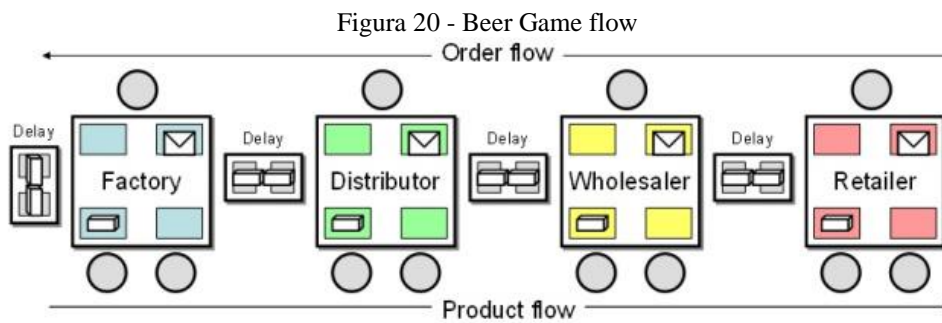 Figura 20 - Beer Game flow
Order flow
Delay
Delay
Delay
Delay
Factory
Distributor
Wholesaler
Retailer
Product flow